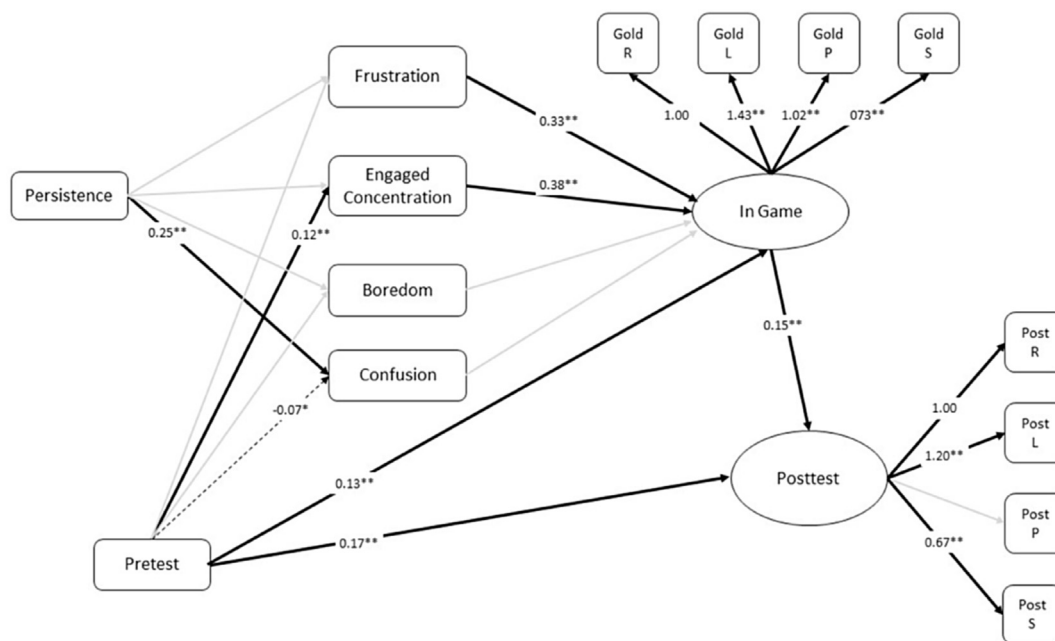 Gold
R
Gold
L
Gold
P
Gold
S
Frustration
1.00
1.43**
1.02**
073**
0.33**
Engaged
Concentration
0.38**
Persistence
In Game
0.25**
0.12**
Boredom
0.15**
Post
R
Confusion
-0.07*
1.00
Post
L
1.20**
Posttest
0.13**
Post
P
0.17**
0.67**
Pretest
Post
S